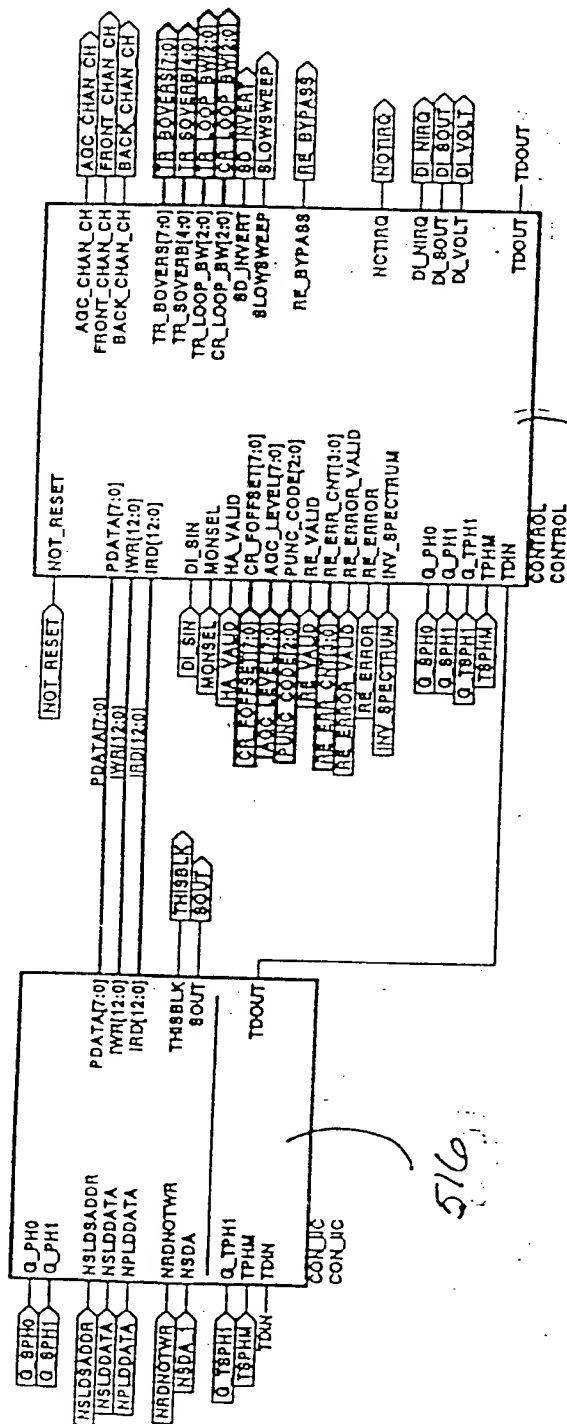 Q_SPH0
Q_SPH1
NSLDSADDR
NSLDDATA
NPLDDATA
NRDNOTWR
NSDA_1
Q_TSPH1
TSPHM
TDIN
Q_PH0
Q_PH1
NSLDSADDR
NSLDDATA
NPLDDATA
NRDNOTWR
NSDA
Q_TPH1
TPHM
TDIN
CON_IIC
CON_IIC
PDATA[7:0]
IWR[12:0]
IRD[12:0]
THISBLK
SOUT
TDOUT
THISBLK
SOUT
516
PDATA[7:0]
IWR[12:0]
IRD[12:0]
NOT_RESET
DI_SIN
MONSEL
HA_VALID
CR_FOFFSET[7:0]
AGC_LEVEL[7:0]
PUNC_CODE[2:0]
RE_VALID
RE_ERR_CNT[3:0]
RE_ERROR_VALID
RE_ERROR
INV_SPECTRUM
Q_SPH0
Q_SPH1
Q_TSPH1
TSPHM
NOT_RESET
PDATA[7:0]
IWR[12:0]
IRD[12:0]
DI_SIN
MONSEL
HA_VALID
CR_FOFFSET[7:0]
AGC_LEVEL[7:0]
PUNC_CODE[2:0]
RE_VALID
RE_ERR_CNT[3:0]
RE_ERROR_VALID
RE_ERROR
INV_SPECTRUM
Q_PH0
Q_PH1
Q_TPH1
TPHM
TDIN
CONTROL
CONTROL
AGC_CHAN_CH
FRONT_CHAN_CH
BACK_CHAN_CH
TR_BOVERS[7:0]
TR_SOVERB[4:0]
TR_LOOP_BW[2:0]
CR_LOOP_BW[2:0]
SD_INVERT
SLOWSWEEP
RE_BYPASS
NOTIRQ
DI_NIRQ
DI_SOUT
DI_VOLT
TDOUT
AGC_CHAN_CH
FRONT_CHAN_CH
BACK_CHAN_CH
TR_BOVERS[7:0]
TR_SOVERB[4:0]
TR_LOOP_BW[2:0]
CR_LOOP_BW[2:0]
SD_INVERT
SLOWSWEEP
RE_BYPASS
NOTIRQ
DI_NIRQ
DI_SOUT
DI_VOLT
TDOUT